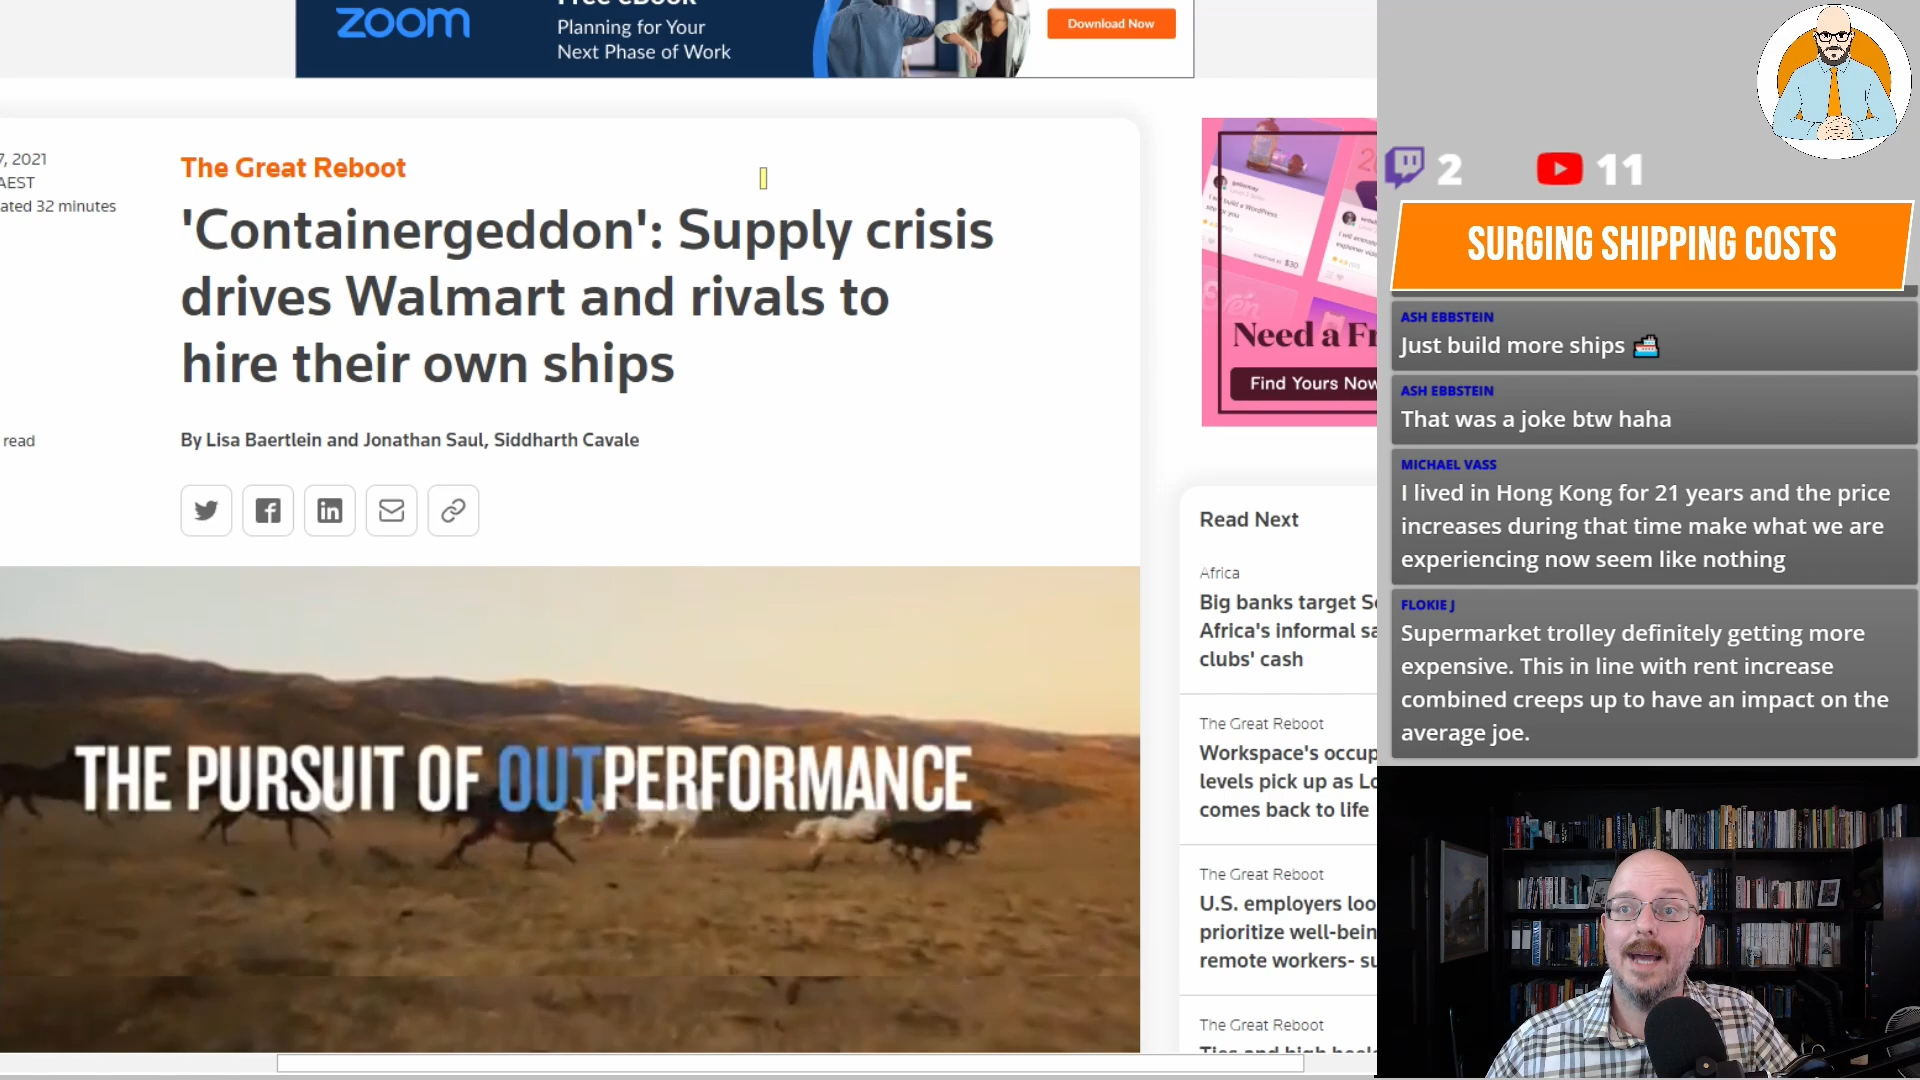 zoom
Free eBook
Planning for Your
Next Phase of Work
Download Now
7, 2021
AEST
ated 32 minutes
read
The Great Reboot
'Containergeddon': Supply crisis
drives Walmart and rivals to
hire their own ships
By Lisa Baertlein and Jonathan Saul, Siddharth Cavale
THE PURSUIT OF OUTPERFORMANCE
$30
Need a Fr
Find Yours Now
Read Next
Africa
Big banks target S
Africa's informal sa
clubs' cash
The Great Reboot
Workspace's occup
levels pick up as Lo
comes back to life
The Great Reboot
U.S. employers loo
prioritize well-bein
remote workers- su
The Great Reboot
2
11
SURGING SHIPPING COSTS
ASH EBBSTEIN
Just build more ships
ASH EBBSTEIN
That was a joke btw haha
MICHAEL VASS
I lived in Hong Kong for 21 years and the price
increases during that time make what we are
experiencing now seem like nothing
FLOKIE J
Supermarket trolley definitely getting more
expensive. This in line with rent increase
combined creeps up to have an impact on the
average joe.